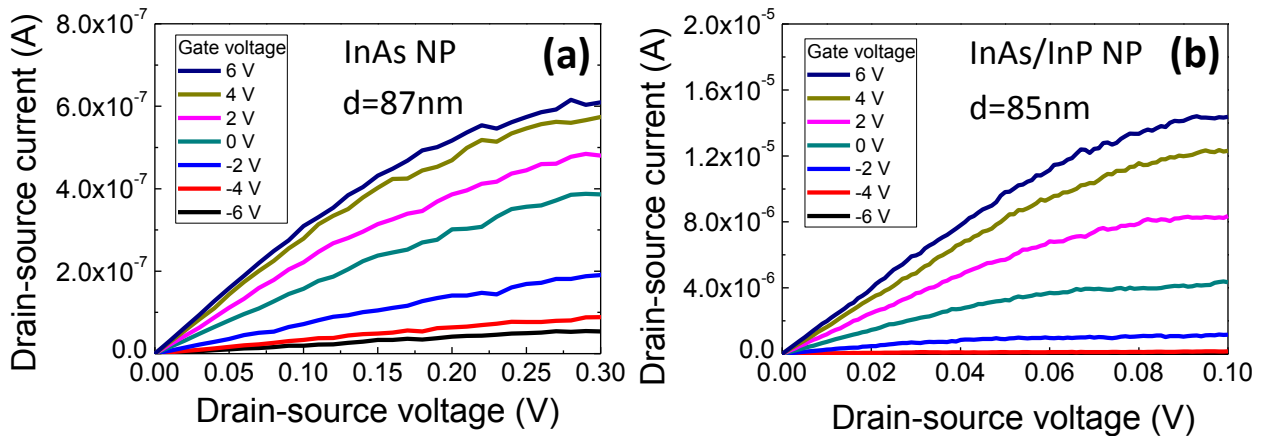 Drain-source current (A)
8.0x10⁻⁷
6.0x10⁻⁷
4.0x10⁻⁷
2.0x10⁻⁷
0.0
Gate voltage
6 V
4 V
2 V
0 V
-2 V
-4 V
-6 V
InAs NP
d=87nm
(a)
0.00 0.05 0.10 0.15 0.20 0.25 0.30
Drain-source voltage (V)
Drain-source current (A)
2.0x10⁻⁵
1.6x10⁻⁵
1.2x10⁻⁵
8.0x10⁻⁶
4.0x10⁻⁶
0.0
Gate voltage
6 V
4 V
2 V
0 V
-2 V
-4 V
-6 V
InAs/InP NP
d=85nm
(b)
0.00 0.02 0.04 0.06 0.08 0.10
Drain-source voltage (V)